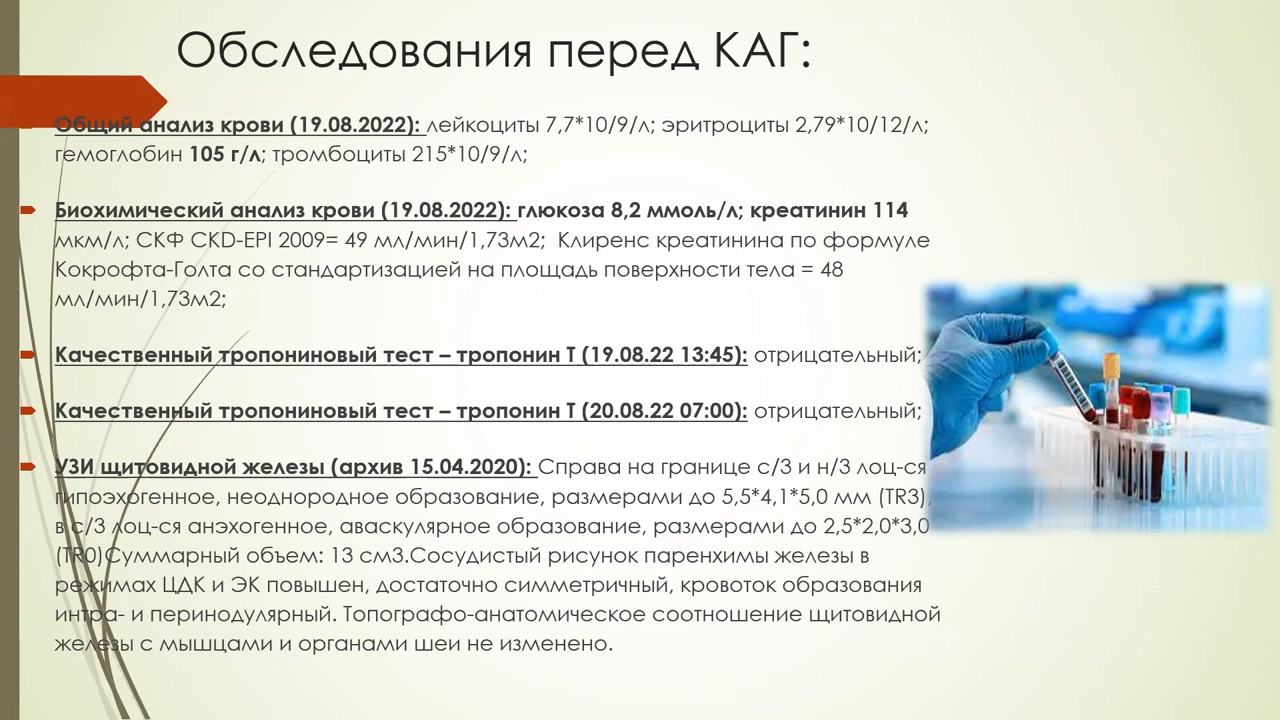 Обследования перед КАГ:
Общий анализ крови (19.08.2022): лейкоциты 7,7*10/9/л; эритроциты 2,79*10/12/л;
гемоглобин 105 г/л; тромбоциты 215*10/9/л;
Биохимический анализ крови (19.08.2022): глюкоза 8,2 ммоль/л; креатинин 114
мкм/л; СКФ CKD-EPI 2009= 49 мл/мин/1,73м2; Клиренс креатинина по формуле
Кокрофта-Голта со стандартизацией на площадь поверхности тела = 48
мл/мин/1,73м2;
Качественный тропониновый тест – тропонин Т (19.08.22 13:45): отрицательный;
Качественный тропониновый тест – тропонин Т (20.08.22 07:00): отрицательный;
УЗИ щитовидной железы (архив 15.04.2020): Справа на границе с/3 и н/3 лоц-ся
гипоэхогенное, неоднородное образование, размерами до 5,5*4,1*5,0 мм (TR3),
в с/3 лоц-ся анэхогенное, аваскулярное образование, размерами до 2,5*2,0*3,0
(TR0)Суммарный объем: 13 см3.Сосудистый рисунок паренхимы железы в
режимах ЦДК и ЭК повышен, достаточно симметричный, кровоток образования
интра- и перинодулярный. Топографо-анатомическое соотношение щитовидной
железы с мышцами и органами шеи не изменено.